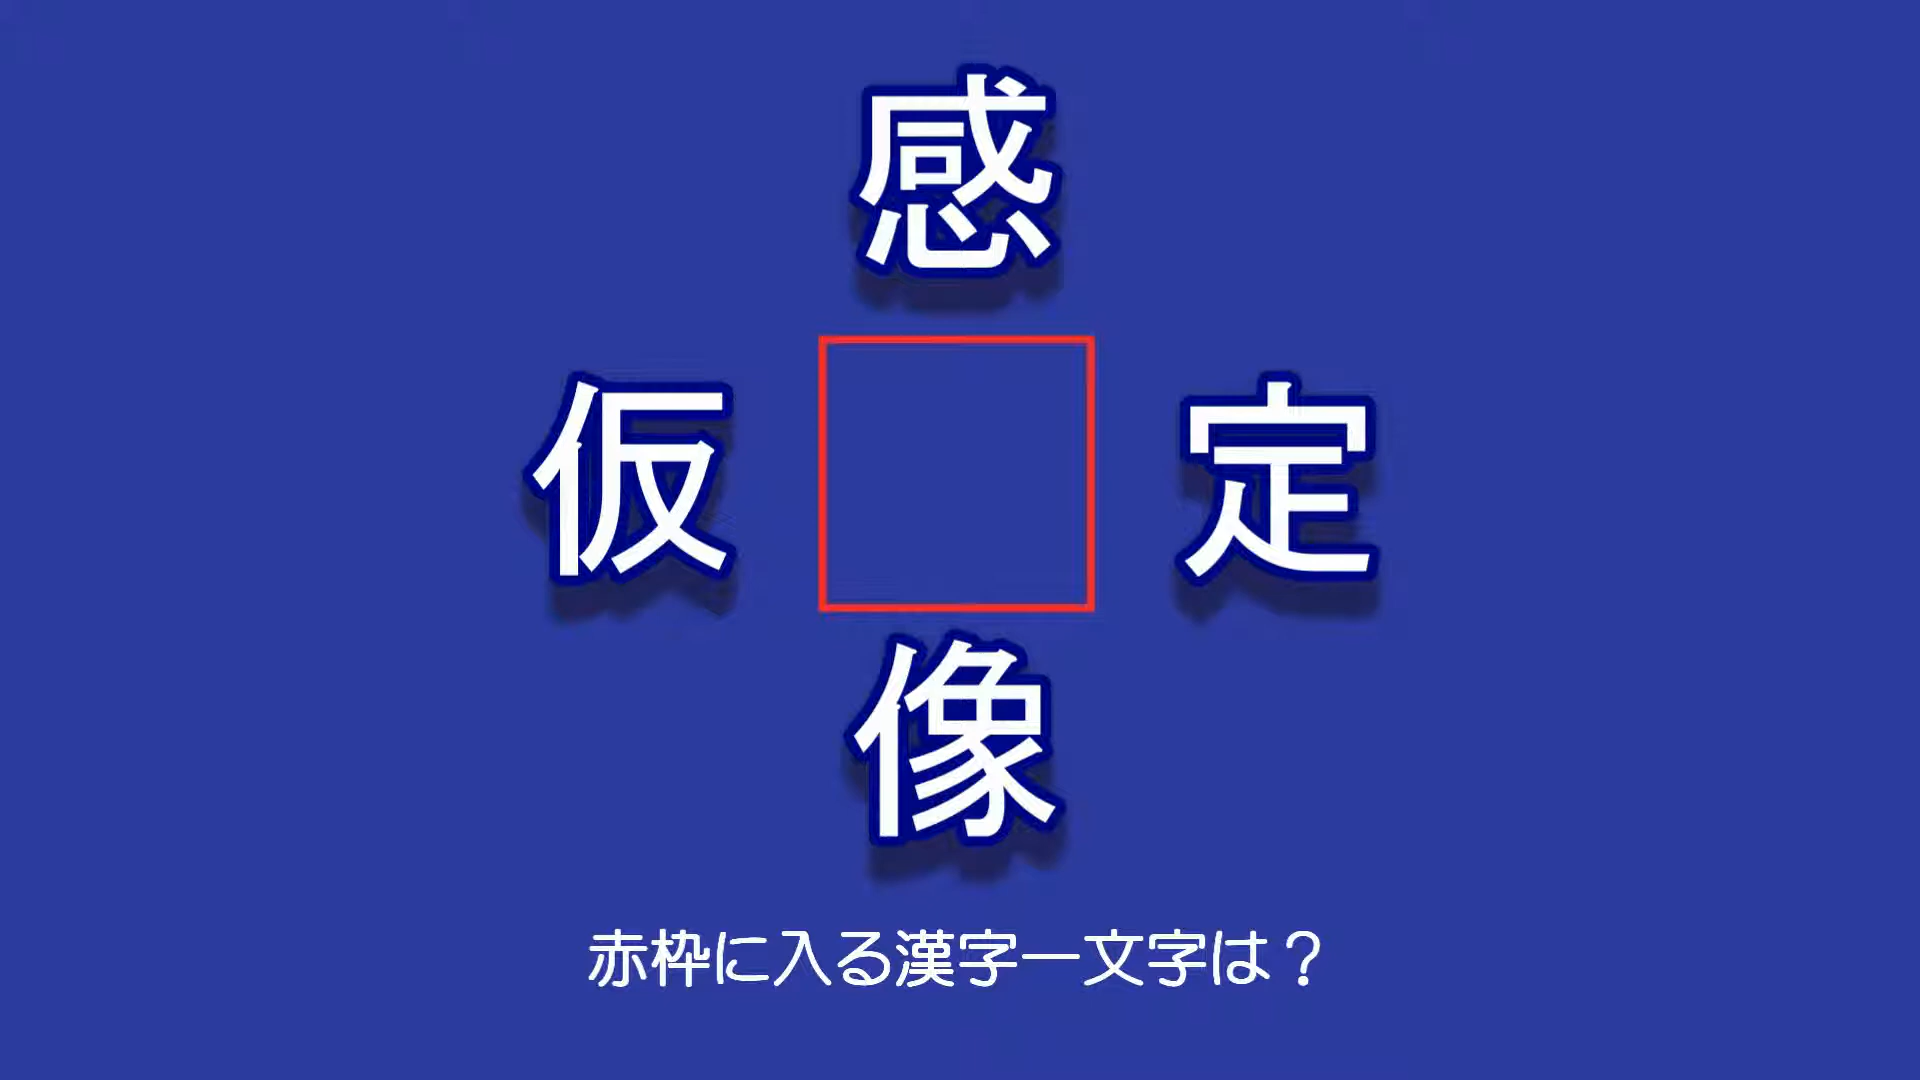 感
仮 定
像
赤枠に入る漢字一文字は？